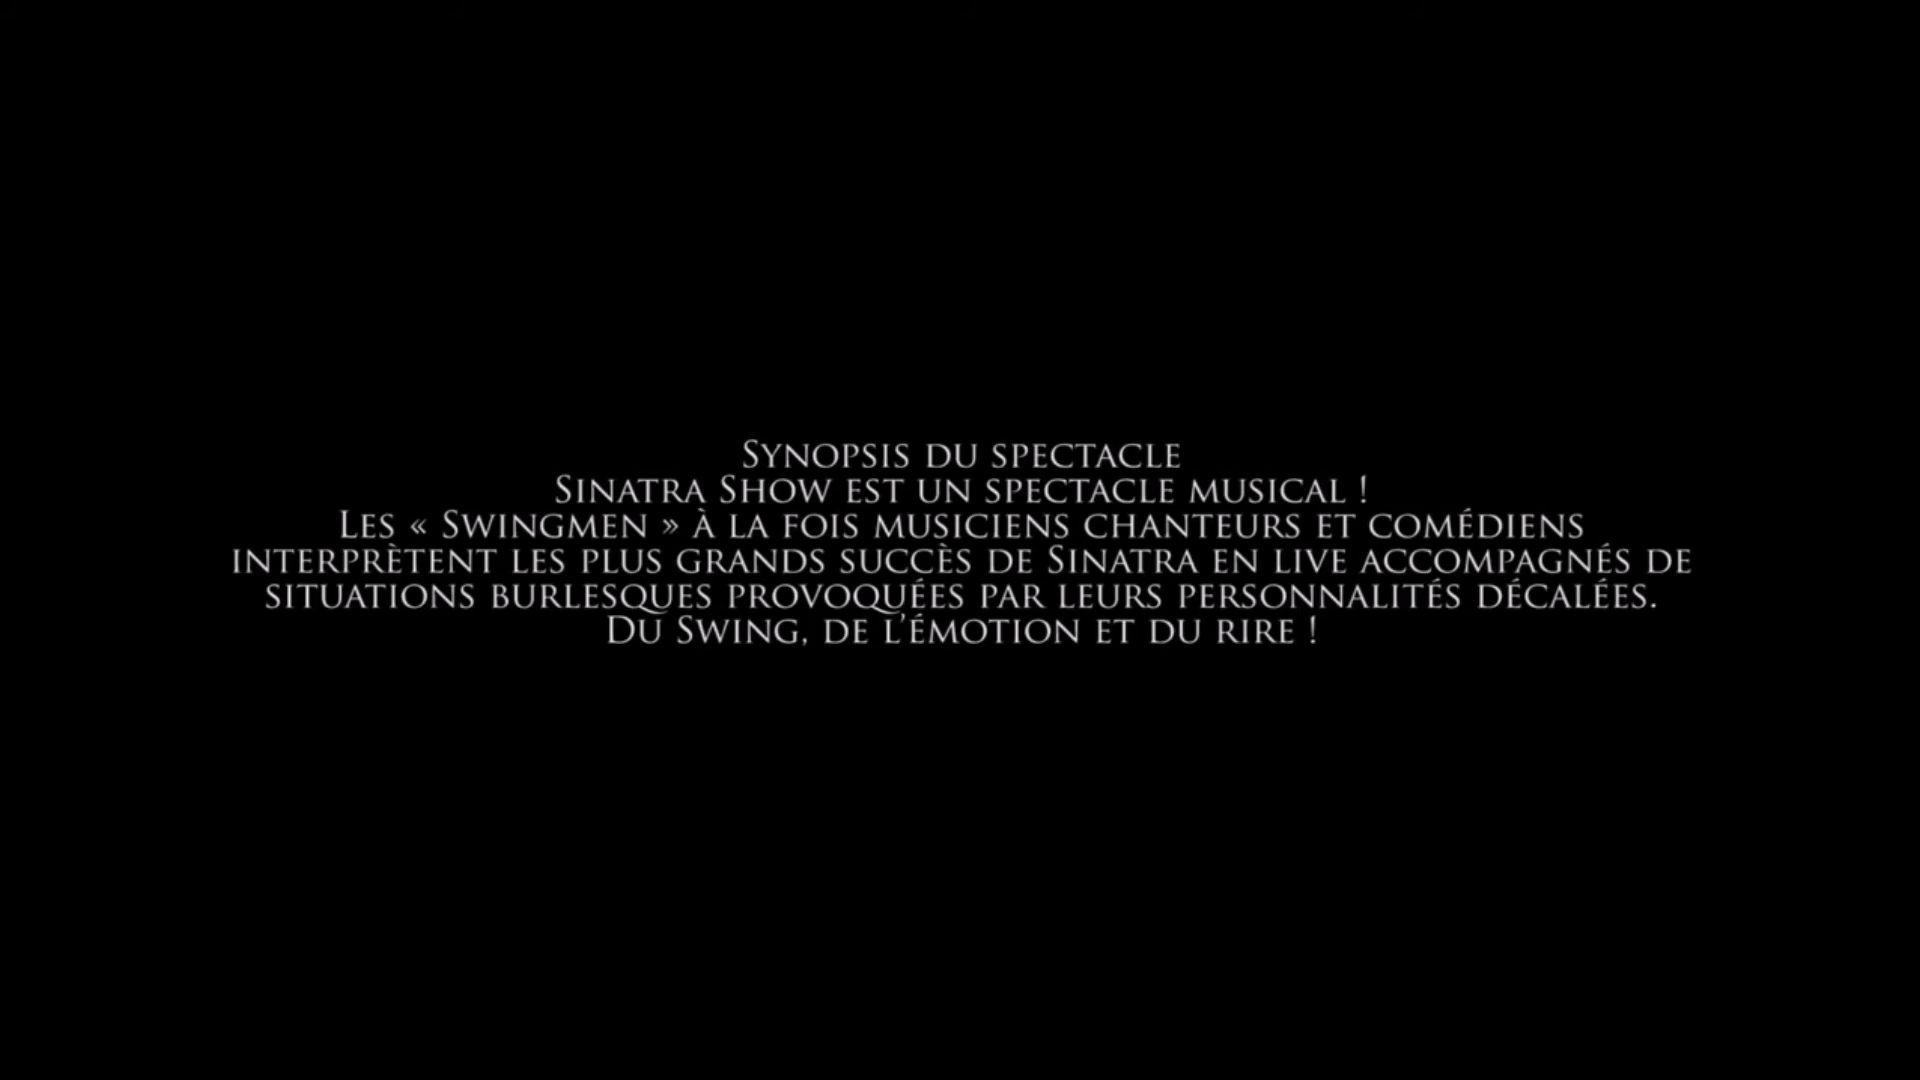 Synopsis du spectacle
Sinatra Show est un spectacle musical !
Les « Swingmen » à la fois musiciens chanteurs et comédiens
interprètent les plus grands succès de Sinatra en live accompagnés de
situations burlesques provoquées par leurs personnalités décalées.
Du Swing, de l'émotion et du rire !